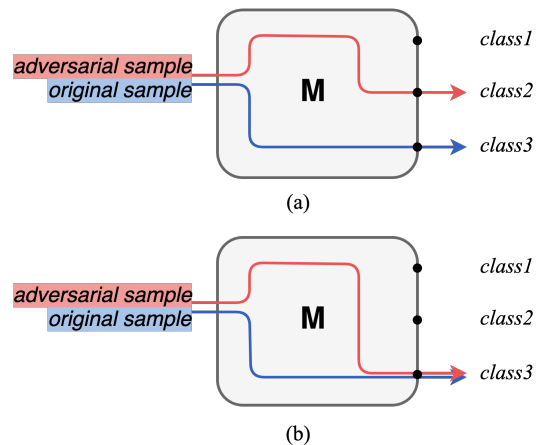 class1
adversarial sample
original sample
M
class2
class3
(a)
class1
adversarial sample
original sample
M
class2
class3
(b)